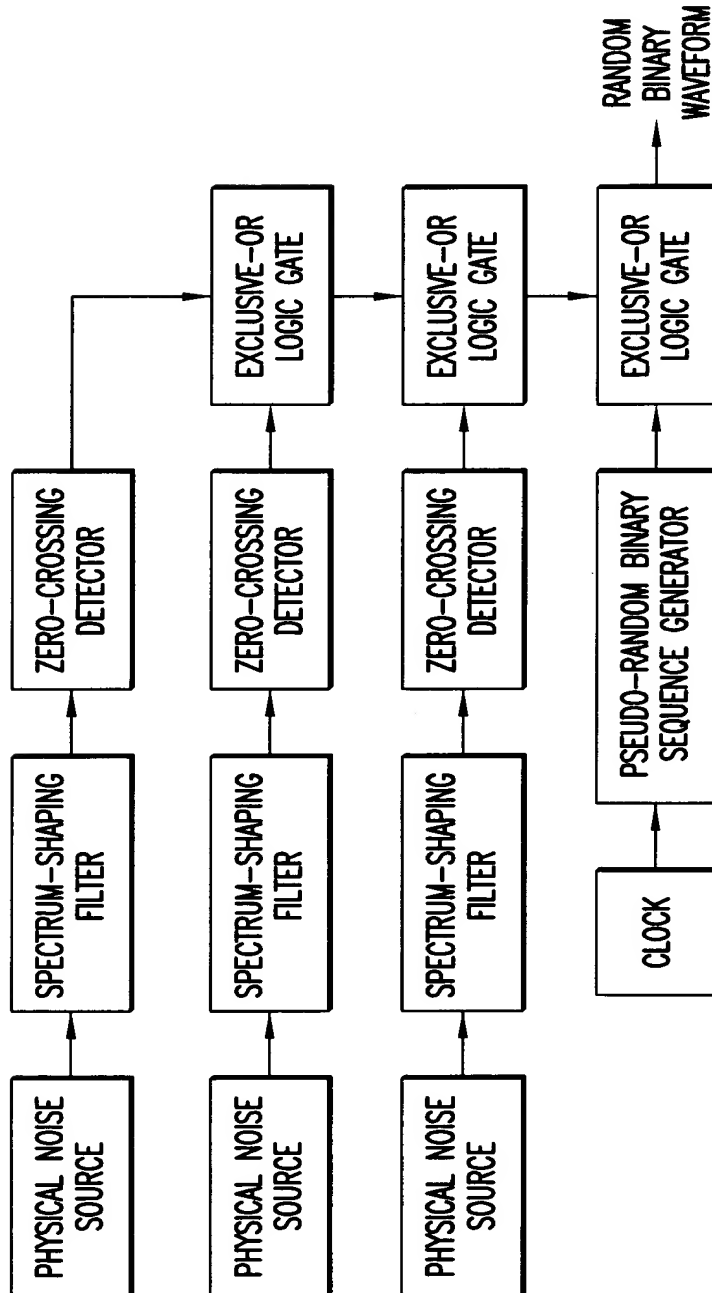 PHYSICAL NOISE
SOURCE
SPECTRUM-SHAPING
FILTER
ZERO-CROSSING
DETECTOR
PHYSICAL NOISE
SOURCE
SPECTRUM-SHAPING
FILTER
ZERO-CROSSING
DETECTOR
EXCLUSIVE-OR
LOGIC GATE
PHYSICAL NOISE
SOURCE
SPECTRUM-SHAPING
FILTER
ZERO-CROSSING
DETECTOR
EXCLUSIVE-OR
LOGIC GATE
CLOCK
PSEUDO-RANDOM BINARY
SEQUENCE GENERATOR
EXCLUSIVE-OR
LOGIC GATE
RANDOM
BINARY
WAVEFORM